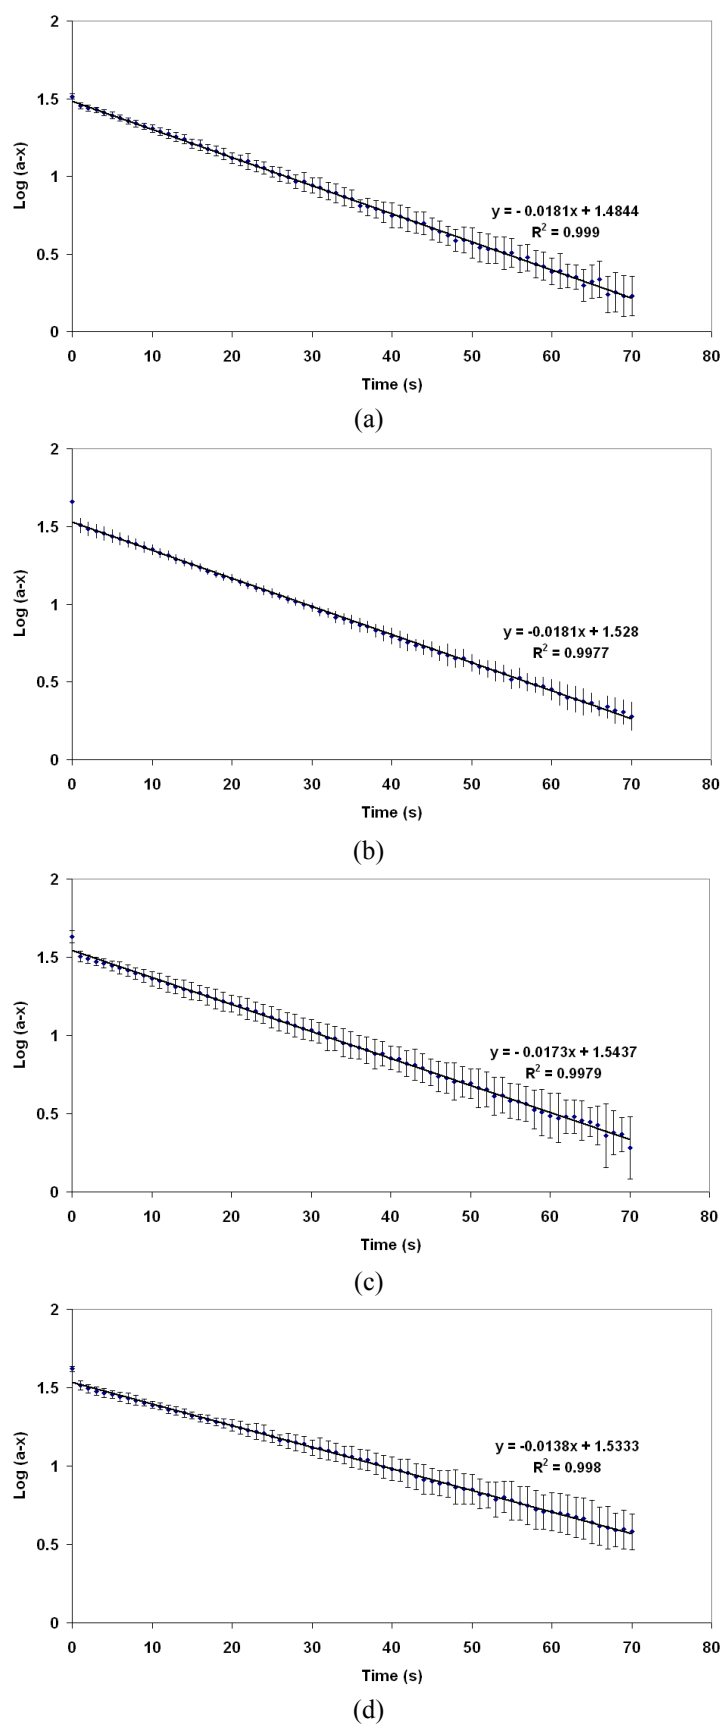 2
1.5
1
0.5
0
Log (a-x)
y = - 0.0181x + 1.4844
R² = 0.999
0 10 20 30 40 50 60 70 80
Time (s)
(a)
2
1.5
1
0.5
0
Log (a-x)
y = -0.0181x + 1.528
R² = 0.9977
0 10 20 30 40 50 60 70 80
Time (s)
(b)
2
1.5
1
0.5
0
Log (a-x)
y = - 0.0173x + 1.5437
R² = 0.9979
0 10 20 30 40 50 60 70 80
Time (s)
(c)
2
1.5
1
0.5
0
Log (a-x)
y = -0.0138x + 1.5333
R² = 0.998
0 10 20 30 40 50 60 70 80
Time (s)
(d)